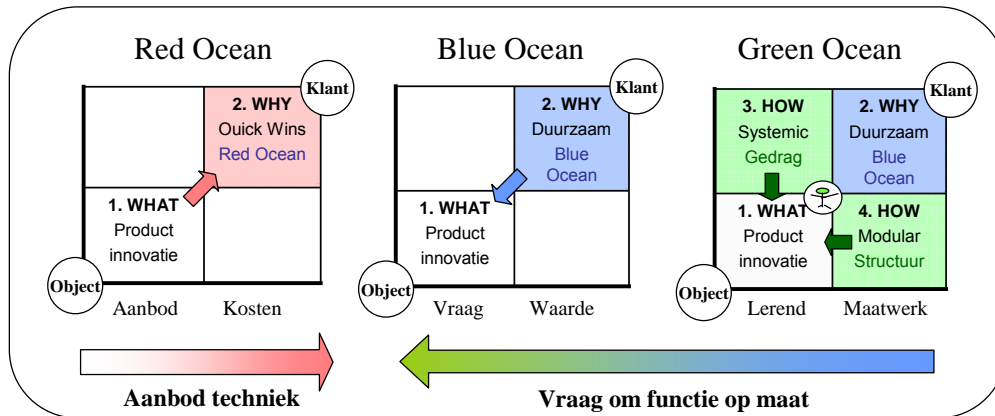 Red Ocean
Klant
2. WHY
Ouick Wins
Red Ocean
1. WHAT
Product
innovatie
Object
Aanbod
Kosten
Blue Ocean
Klant
2. WHY
Duurzaam
Blue
Ocean
1. WHAT
Product
innovatie
Object
Vraag
Waarde
Green Ocean
Klant
3. HOW
Systemic
Gedrag
2. WHY
Duurzaam
Blue
Ocean
1. WHAT
Product
innovatie
4. HOW
Modular
Structuur
Object
Lerend
Maatwerk
Aanbod techniek
Vraag om functie op maat